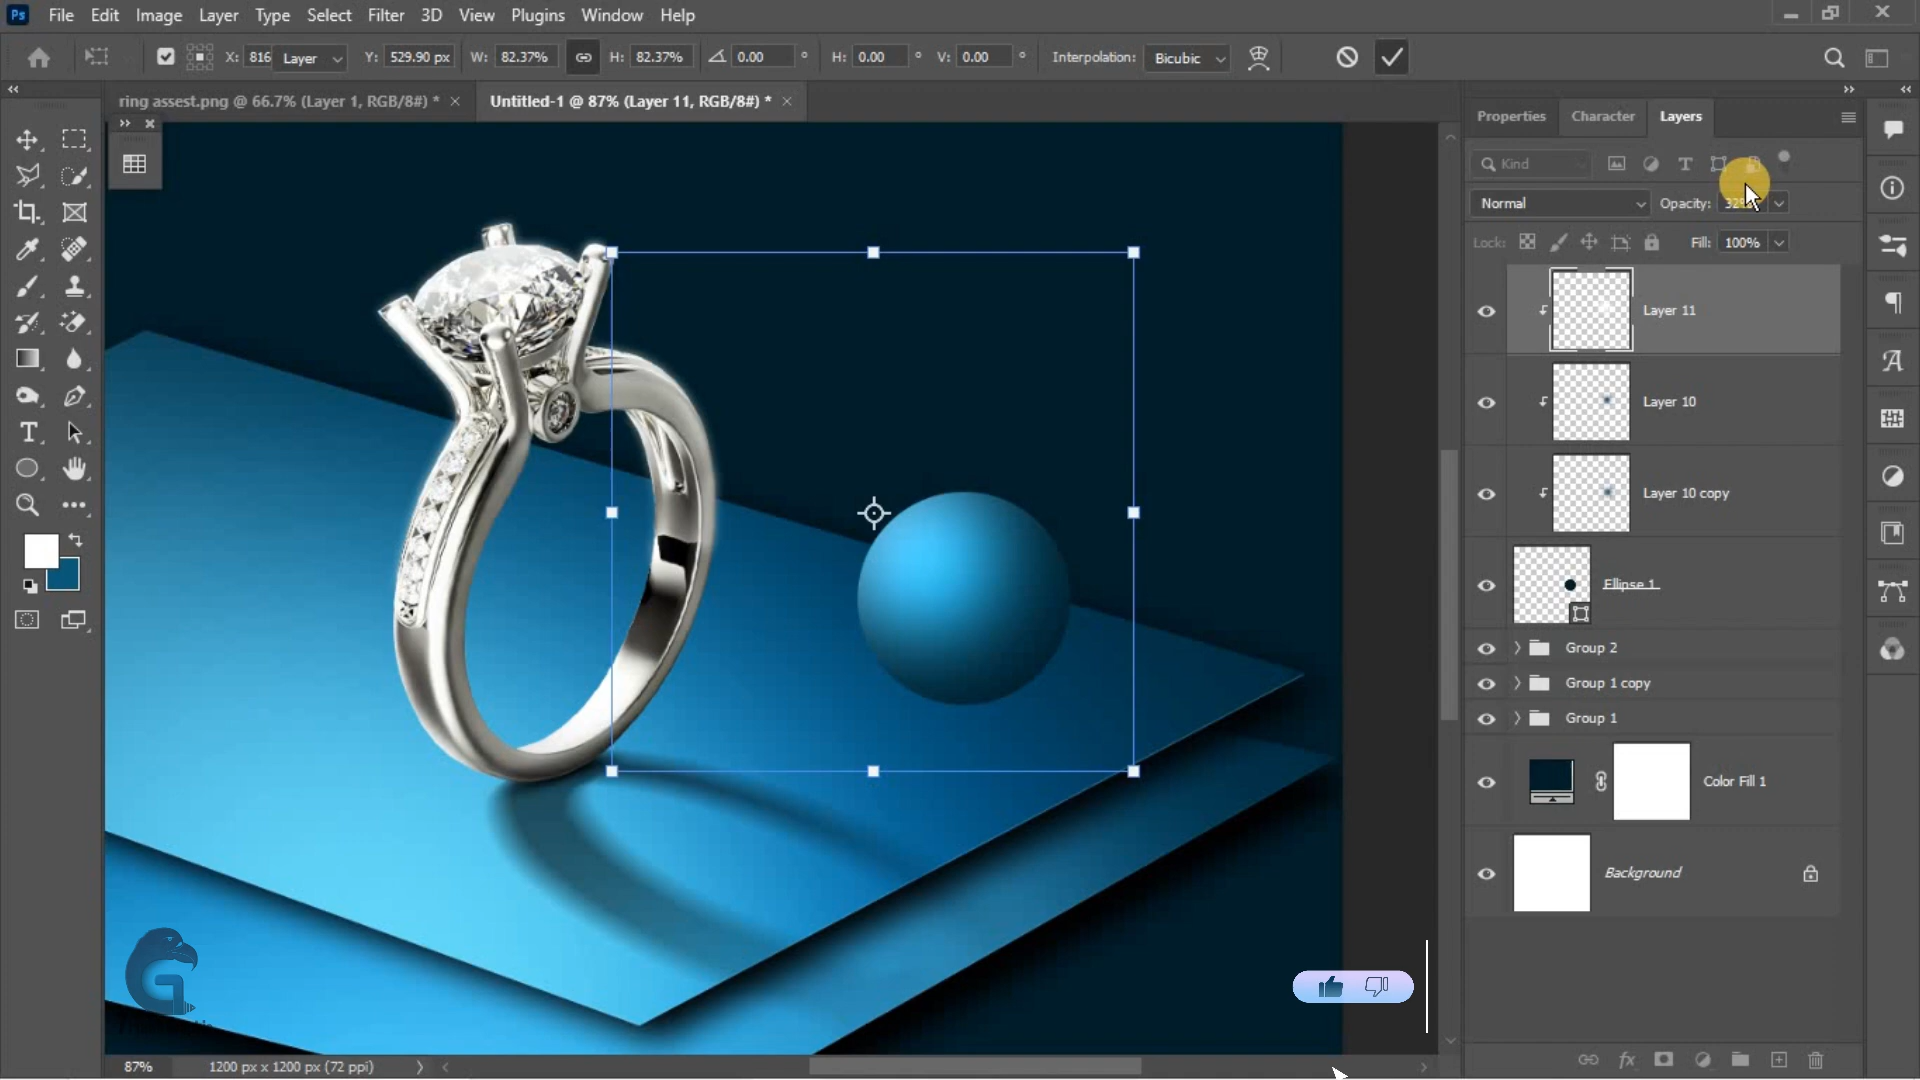 Ps File Edit Image Layer Type Select Filter 3D View Plugins Window Help
X: 816 Layer Y: 529.90 px W: 82.37% H: 82.37% 0.00 ° H: 0.00 ° V: 0.00 ° Interpolation: Bicubic
ring assest.png @ 66.7% (Layer 1, RGB/8#) * Untitled-1 @ 87% (Layer 11, RGB/8#) *
Properties Character Layers
Kind
Normal Opacity: 32%
Lock: Fill: 100%
Layer 11
Layer 10
Layer 10 copy
Ellipse 1
Group 2
Group 1 copy
Group 1
Color Fill 1
Background
87% 1200 px x 1200 px (72 ppi)